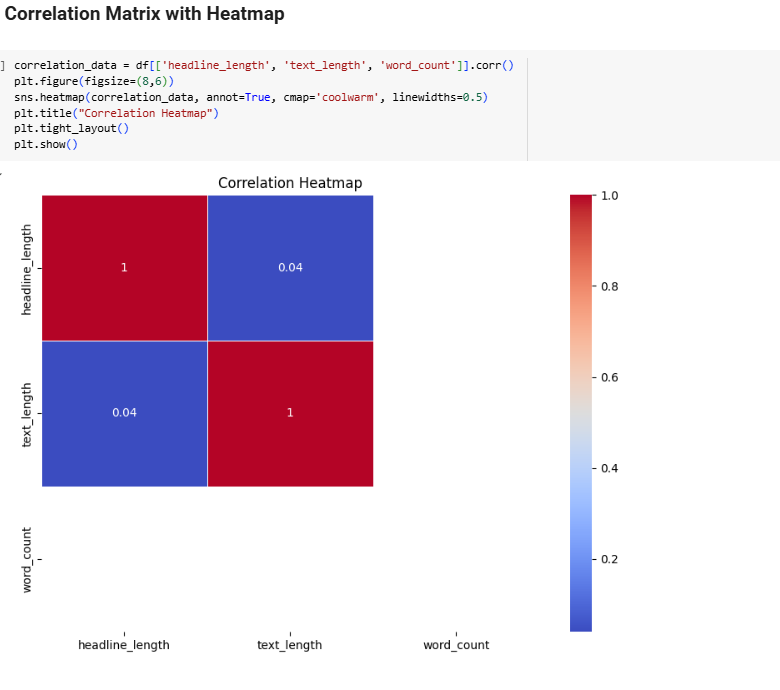 Correlation Matrix with Heatmap
] correlation_data = df[['headline_length', 'text_length', 'word_count']].corr()
plt.figure(figsize=(8,6))
sns.heatmap(correlation_data, annot=True, cmap='coolwarm', linewidths=0.5)
plt.title("Correlation Heatmap")
plt.tight_layout()
plt.show()
Correlation Heatmap
headline_length
1
0.04
text_length
0.04
1
word_count
headline_length
text_length
word_count
1.0
0.8
0.6
0.4
0.2